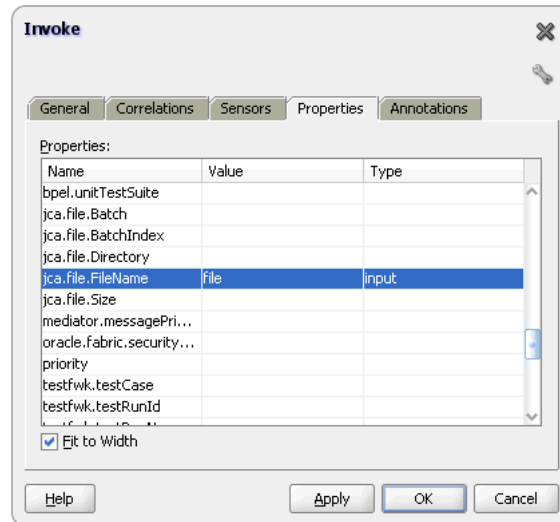 Invoke
General Correlations Sensors Properties Annotations
Properties:
Name Value Type
bpel.unitTestSuite
jca.file.Batch
jca.file.BatchIndex
jca.file.Directory
jca.file.FileName file input
jca.file.Size
mediator.messagePri...
oracle.fabric.security...
priority
testfwk.testCase
testfwk.testRunId
Fit to Width
Help Apply OK Cancel